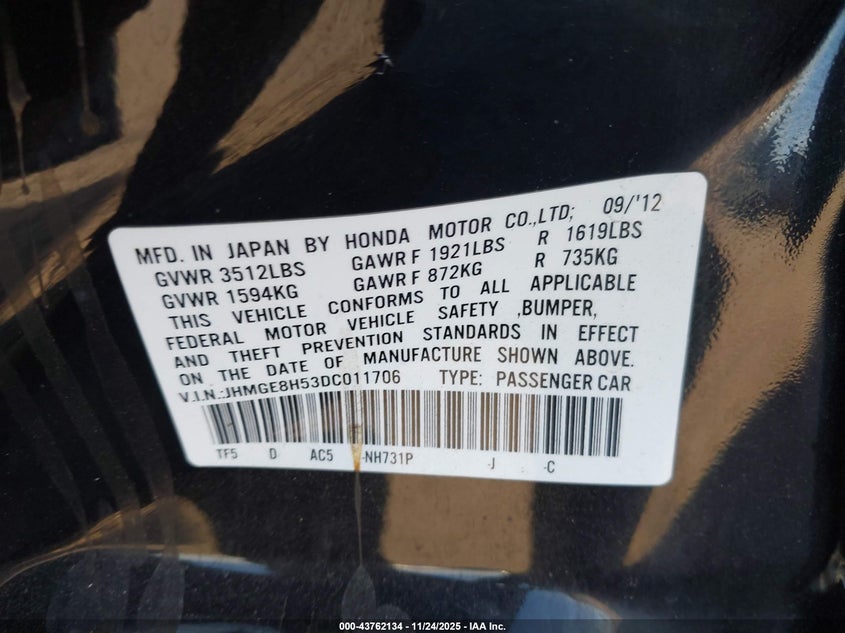 MFD. IN JAPAN BY HONDA MOTOR CO.,LTD; 09/'12
GVWR 3512LBS GAWR F 1921LBS R 1619LBS
GVWR 1594KG GAWR F 872KG R 735KG
THIS VEHICLE CONFORMS TO ALL APPLICABLE
FEDERAL MOTOR VEHICLE SAFETY ,BUMPER,
AND THEFT PREVENTION STANDARDS IN EFFECT
ON THE DATE OF MANUFACTURE SHOWN ABOVE.
V.I.N.:JHMGE8H53DC011706 TYPE: PASSENGER CAR
TF5 D AC5 -NH731P -J -C
000-43762134 - 11/24/2025 - IAA Inc.